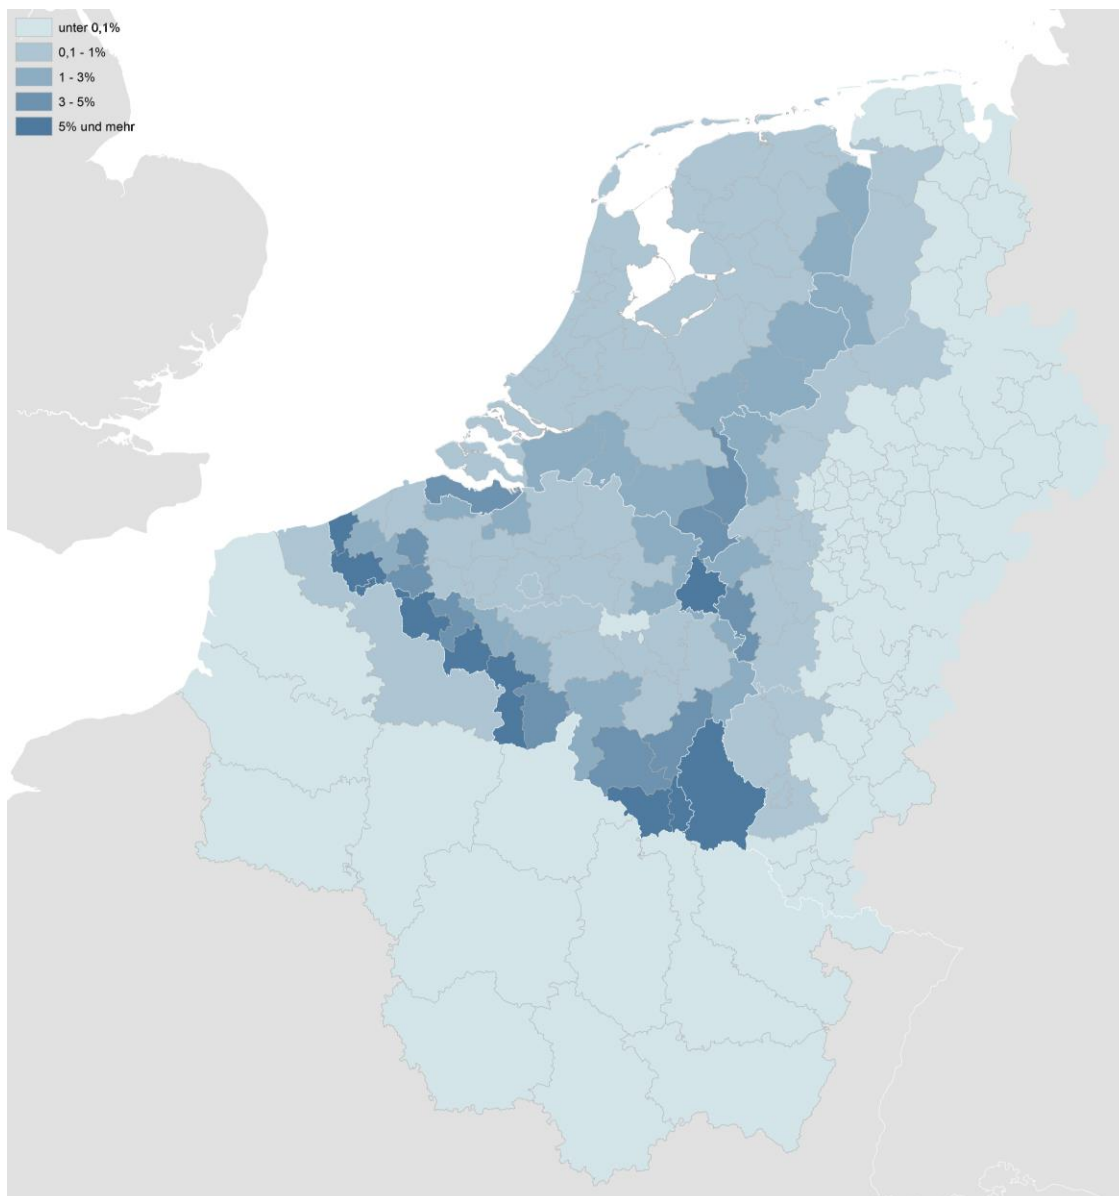 unter 0,1%
0,1 - 1%
1 - 3%
3 - 5%
5% und mehr